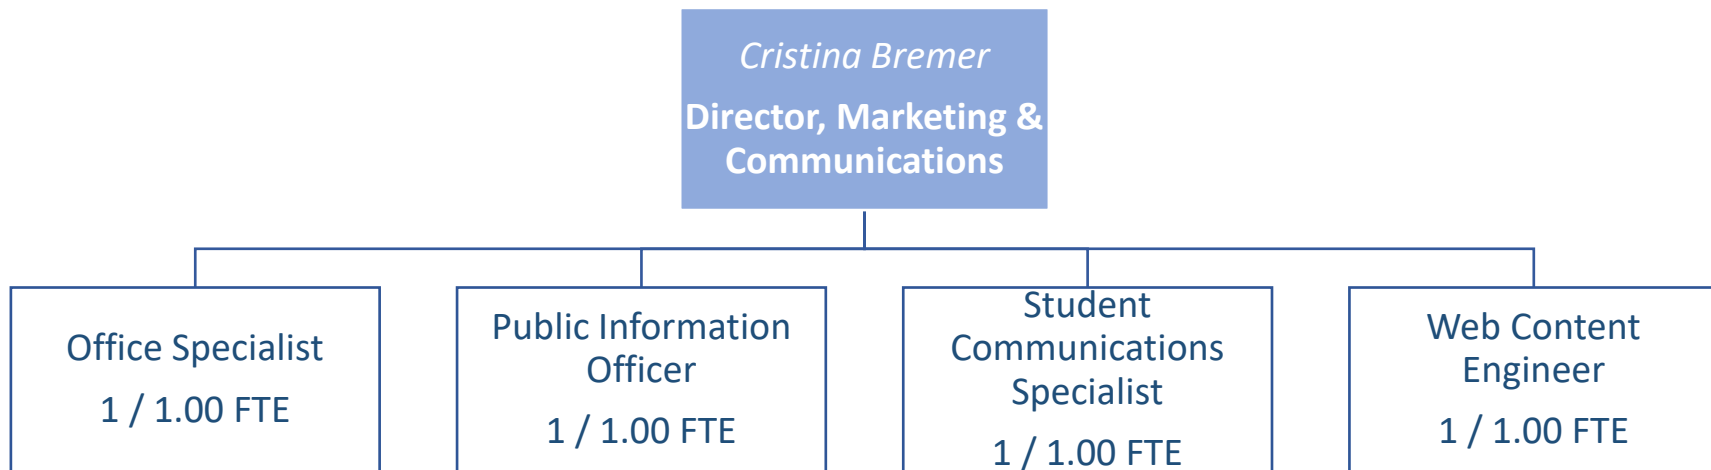 Cristina Bremer
Director, Marketing &
Communications
Office Specialist
1 / 1.00 FTE
Public Information
Officer
1 / 1.00 FTE
Student
Communications
Specialist
1 / 1.00 FTE
Web Content
Engineer
1 / 1.00 FTE